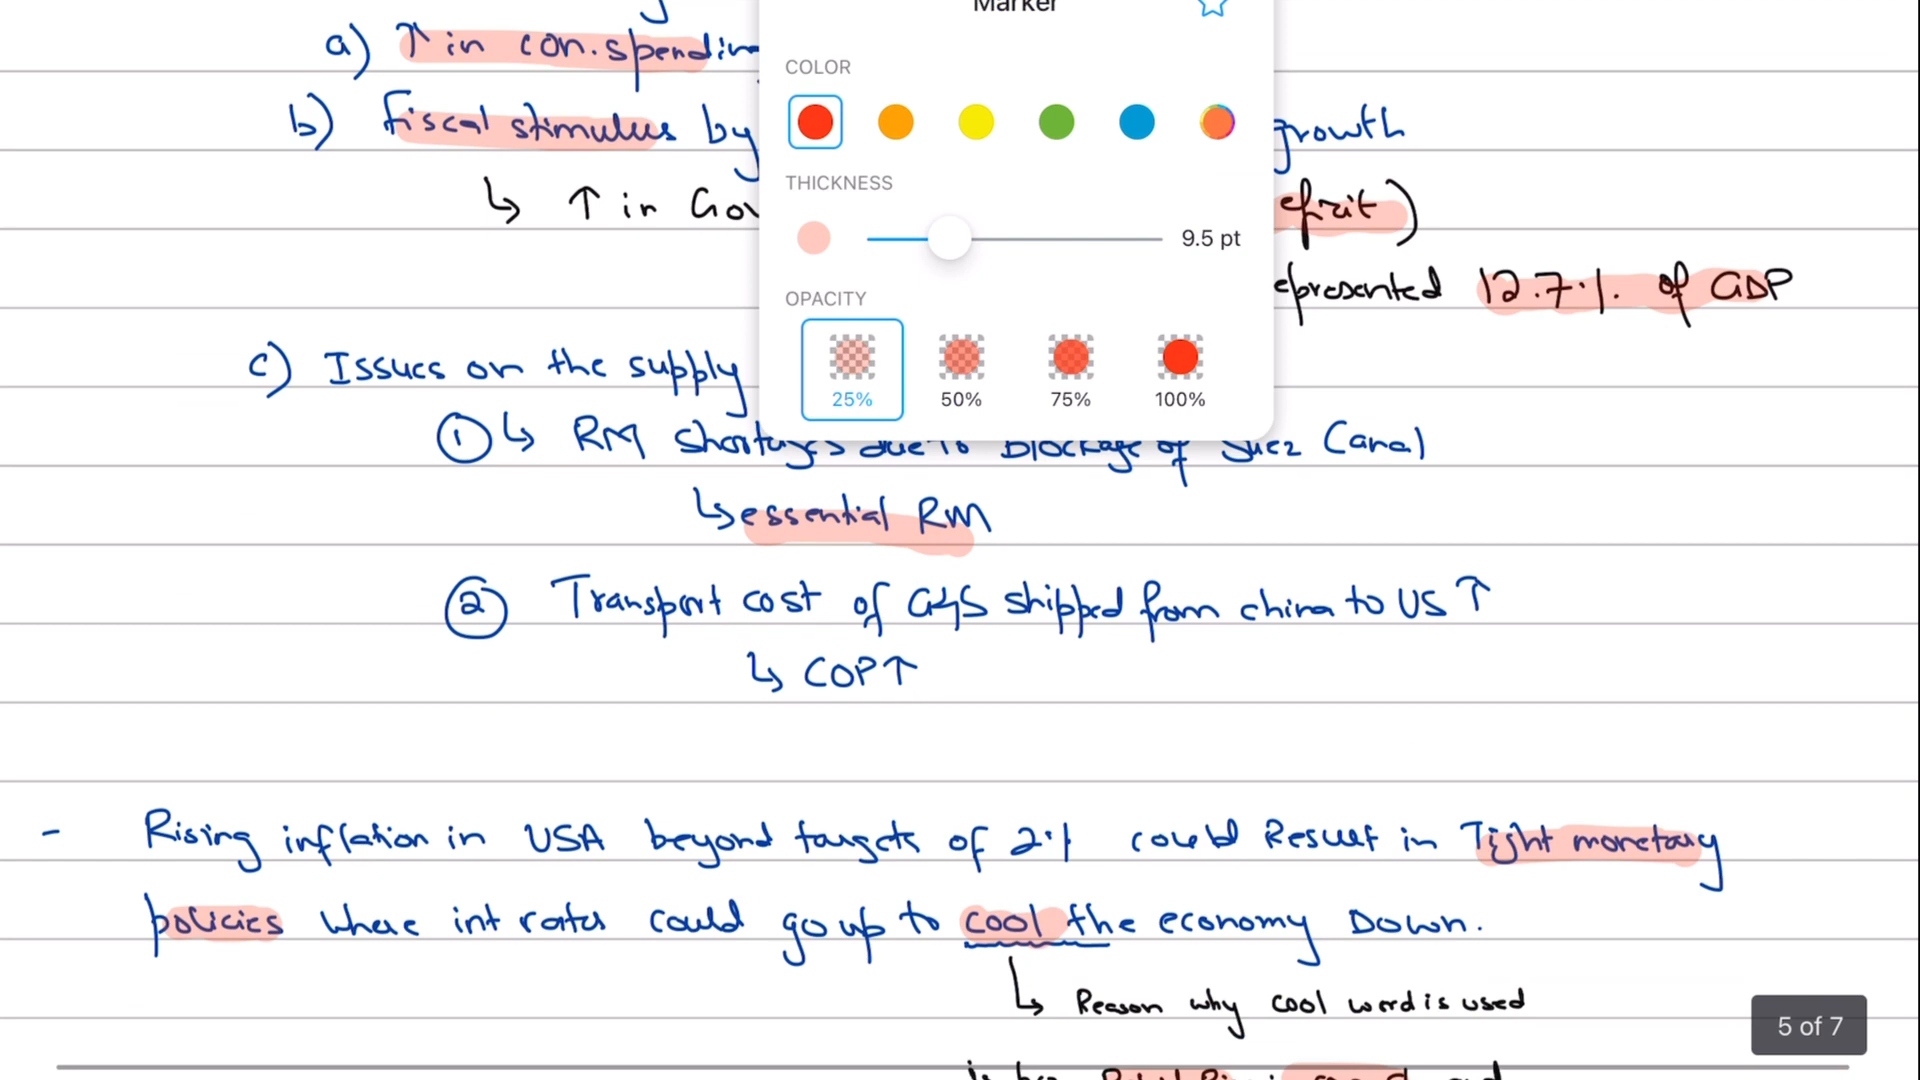 Marker
a) ↑ in con. spending
COLOR
b) fiscal stimulus by growth
THICKNESS
↳ ↑ in Gov eficit)
9.5 pt
epresented 12.7% of GDP
OPACITY
c) Issues on the supply
25% 50% 75% 100%
① ↳ RM shortages due to Blockage of Suez Canal
↳ essential RM
② Transport cost of G&S shipped from china to US ↑
↳ COP↑
- Rising inflation in USA beyond targets of 2% could Result in Tight monetary
policies where int rates could go up to cool the economy Down.
↳ Reason why cool word is used
5 of 7